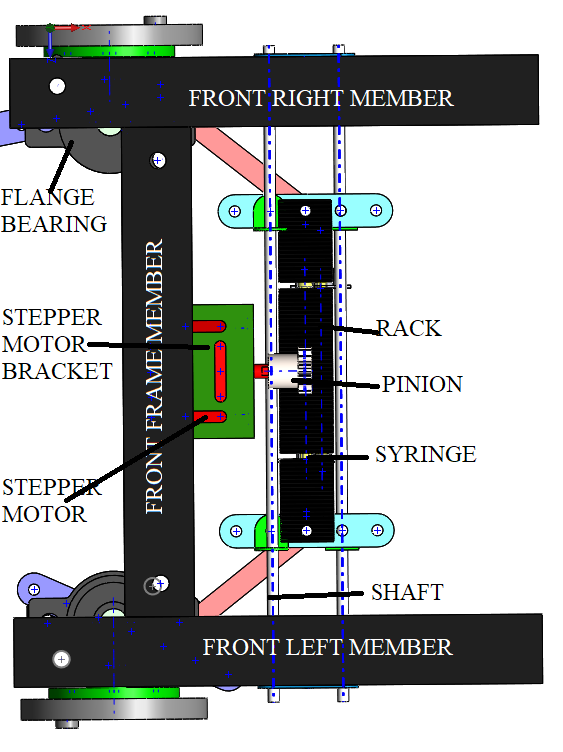 FRONT RIGHT MEMBER
FLANGE
BEARING
FRONT FRAME MEMBER
STEPPER
MOTOR
BRACKET
RACK
PINION
SYRINGE
STEPPER
MOTOR
SHAFT
FRONT LEFT MEMBER